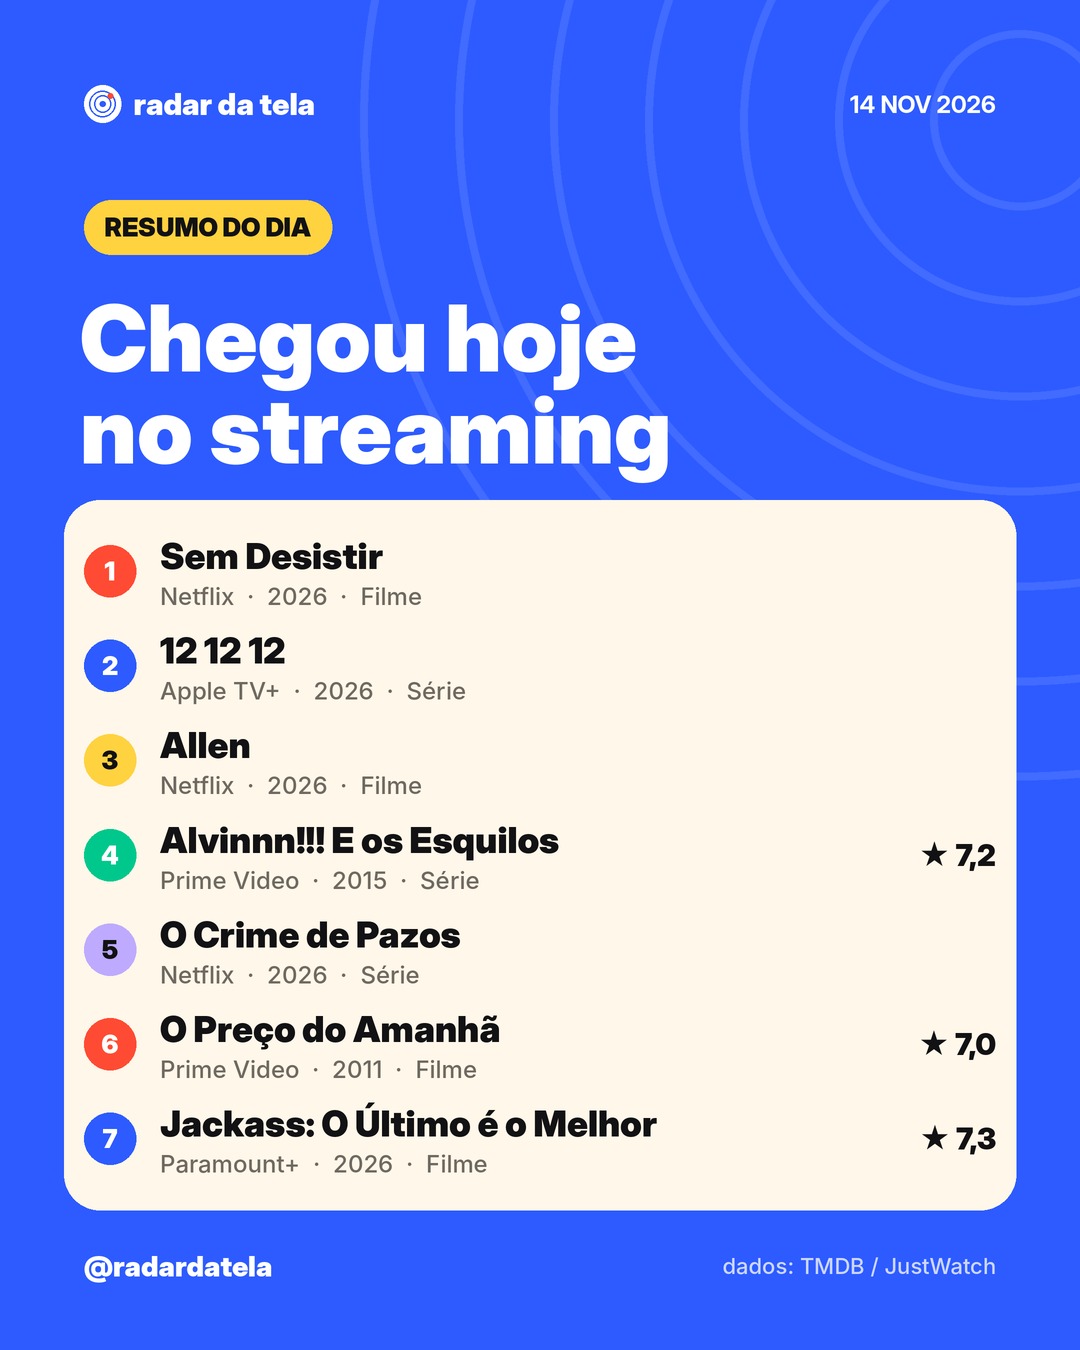 radar da tela
14 NOV 2026
RESUMO DO DIA
Chegou hoje
no streaming
1
Sem Desistir
Netflix · 2026 · Filme
2
12 12 12
Apple TV+ · 2026 · Série
3
Allen
Netflix · 2026 · Filme
4
Alvinnn!!! E os Esquilos
Prime Video · 2015 · Série
★ 7,2
5
O Crime de Pazos
Netflix · 2026 · Série
6
O Preço do Amanhã
Prime Video · 2011 · Filme
★ 7,0
7
Jackass: O Último é o Melhor
Paramount+ · 2026 · Filme
★ 7,3
@radardatela
dados: TMDB / JustWatch